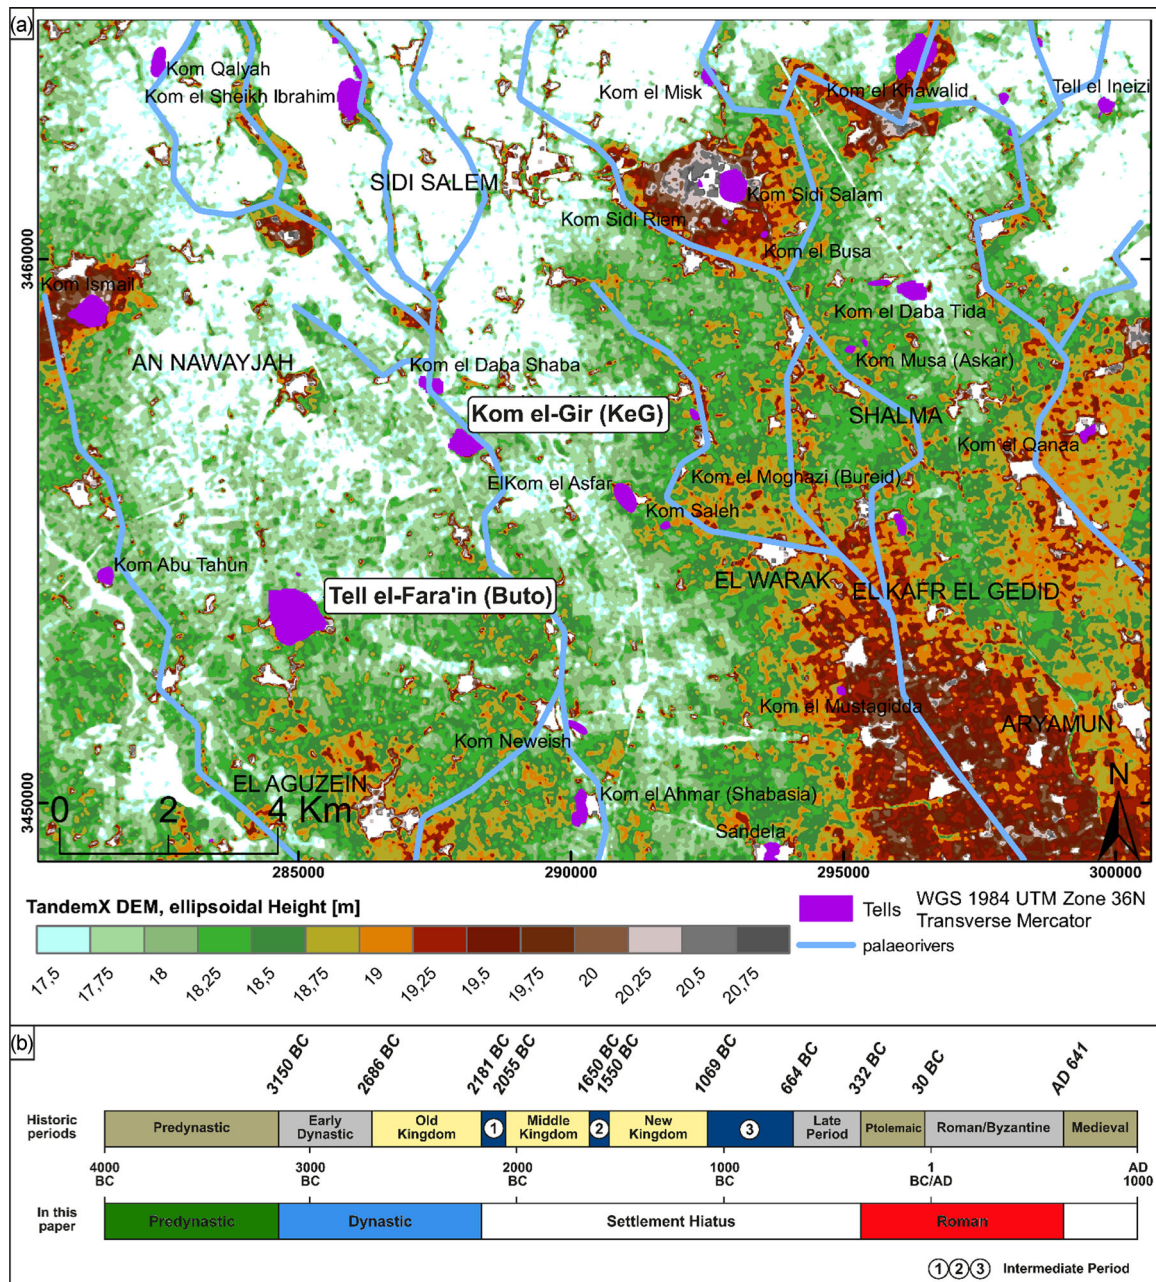 (a)
Kom Qalyah
Kom el Sheikh Ibrahim
Kom el Misk
Kom el Khawalid
Tell el Ineizi
SIDI SALEM
Kom Sidi Salam
Kom Sidi Riem
Kom el Busa
3460000
Kom Ismail
Kom el Daba Tida
AN NAWAYJAH
Kom el Daba Shaba
Kom Musa (Askar)
Kom el-Gir (KeG)
SHALMA
Kom el Qanaa
ElKom el Asfar
Kom el Moghazi (Bureid)
Kom Saleh
Kom Abu Tahun
EL WARAK
Tell el-Fara'in (Buto)
EL KAFR EL GEDID
Kom el Mustagidda
ARYAMUN
Kom Neweish
EL AGUZEIN
N
3450000
Kom el Ahmar (Shabasia)
0 2 4 Km
Sandela
285000 290000 295000 300000
TandemX DEM, ellipsoidal Height [m]
17,5 17,75 18 18,25 18,5 18,75 19 19,25 19,5 19,75 20 20,25 20,5 20,75
Tells
palaeorivers
WGS 1984 UTM Zone 36N
Transverse Mercator
(b)
3150 BC 2686 BC 2181 BC 2055 BC 1650 BC 1550 BC 1069 BC 664 BC 332 BC 30 BC AD 641
Historic
periods
Predynastic
Early
Dynastic
Old
Kingdom
1
Middle
Kingdom
2
New
Kingdom
3
Late
Period
Ptolemaic
Roman/Byzantine
Medieval
4000
BC
3000
BC
2000
BC
1000
BC
1
BC/AD
AD
1000
In this
paper
Predynastic
Dynastic
Settlement Hiatus
Roman
1 2 3 Intermediate Period